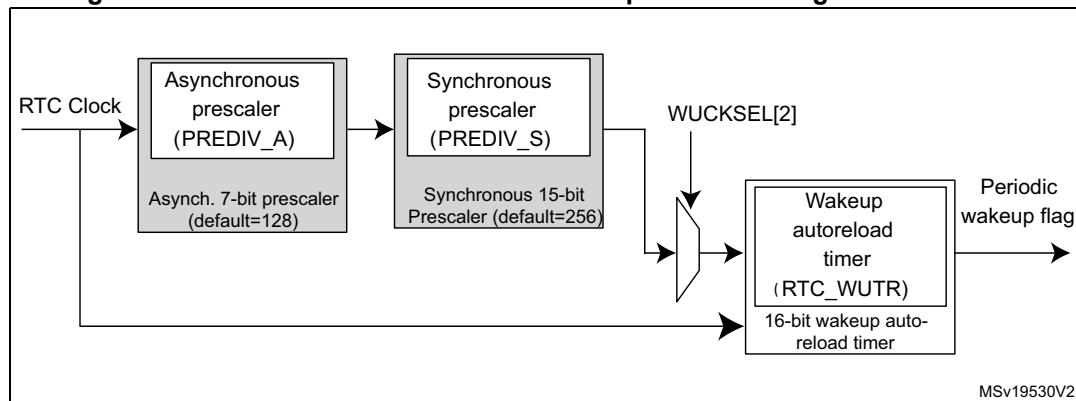 RTC Clock
Asynchronous
prescaler
(PREDIV_A)
Asynch. 7-bit prescaler
(default=128)
Synchronous
prescaler
(PREDIV_S)
Synchronous 15-bit
Prescaler (default=256)
WUCKSEL[2]
Wakeup
autoreload
timer
(RTC_WUTR)
16-bit wakeup auto-
reload timer
Periodic
wakeup flag
MSv19530V2